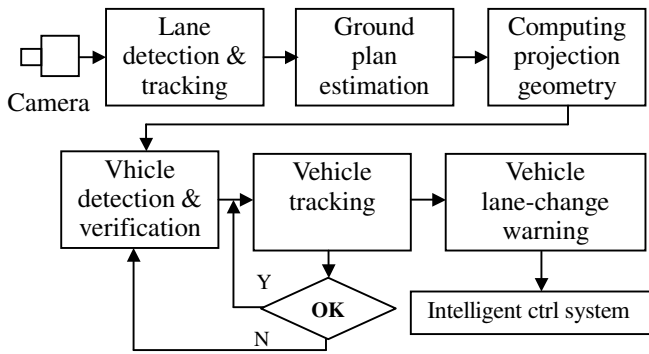 Lane
detection &
tracking
Ground
plan
estimation
Computing
projection
geometry
Camera
Vhicle
detection &
verification
Vehicle
tracking
Vehicle
lane-change
warning
Y
OK
N
Intelligent ctrl system